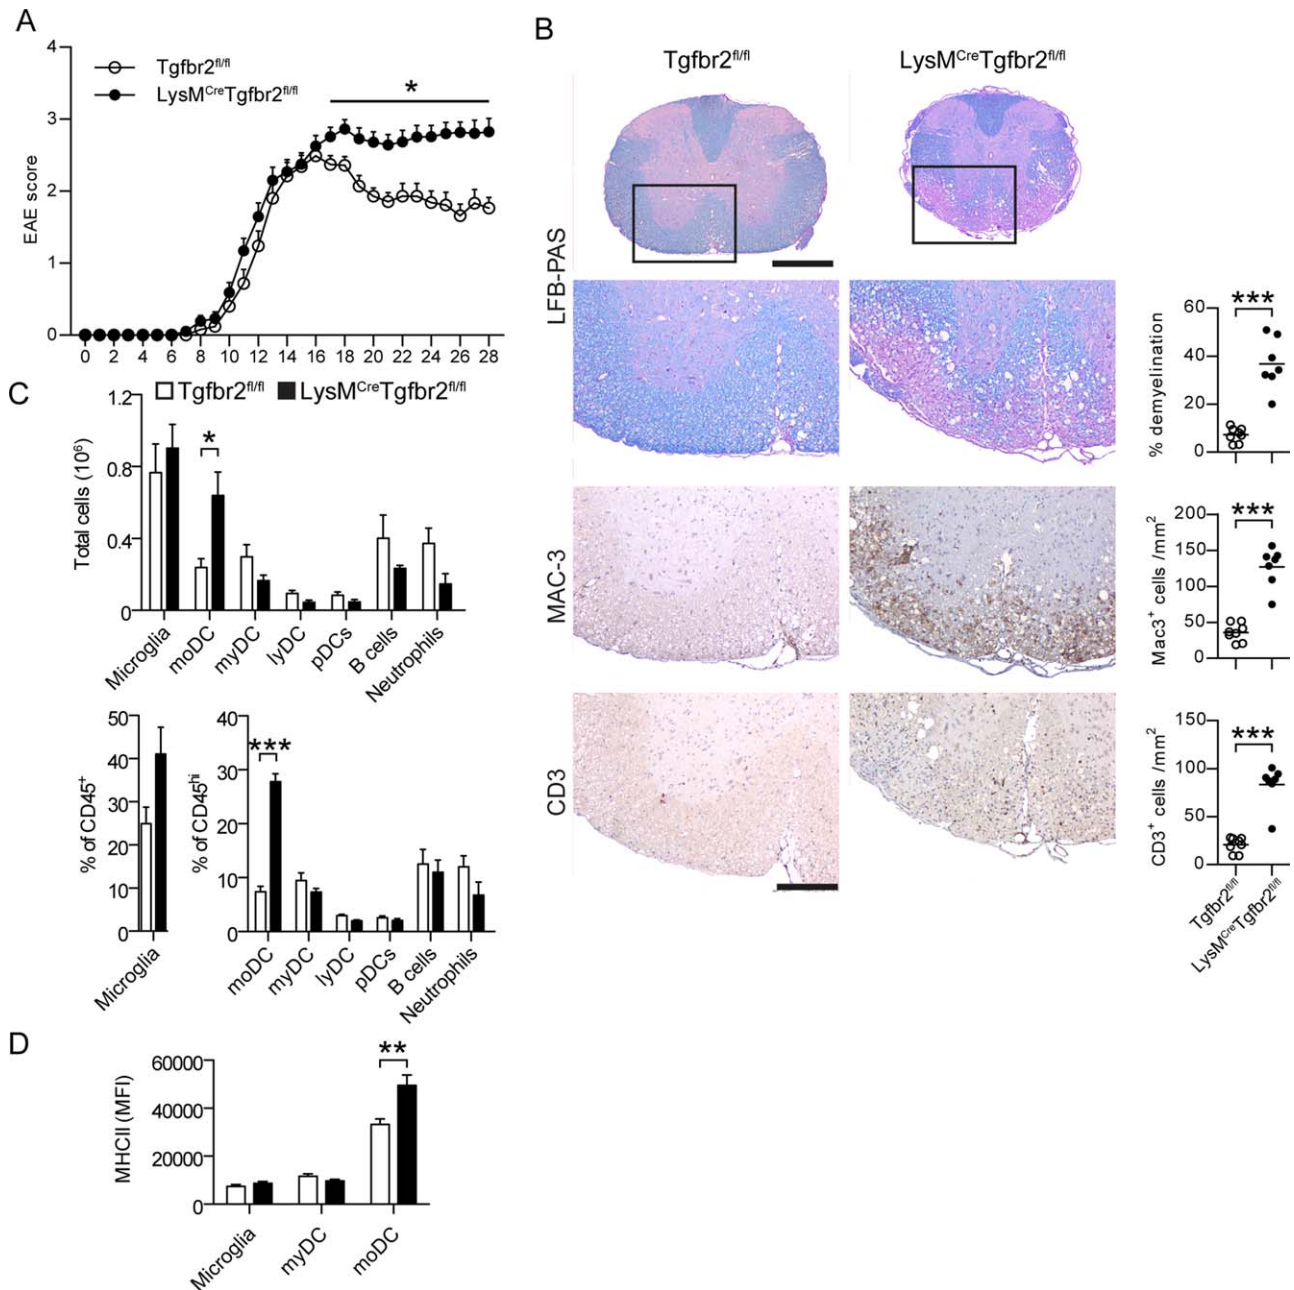 A
4
3
2
1
0
EAE score
Tgfbr2fl/fl
LysMCreTgfbr2fl/fl
*
0 2 4 6 8 10 12 14 16 18 20 22 24 26 28
B
Tgfbr2fl/fl
LysMCreTgfbr2fl/fl
LFB-PAS
MAC-3
CD3
% demyelination
60
40
20
0
***
Mac3+ cells /mm2
200
150
100
50
0
***
CD3+ cells /mm2
150
100
50
0
***
Tgfbr2fl/fl
LysMCreTgfbr2fl/fl
C
Tgfbr2fl/fl
LysMCreTgfbr2fl/fl
Total cells (106)
1.2
0.8
0.4
0
*
Microglia
moDC
myDC
lyDC
pDCs
B cells
Neutrophils
% of CD45+
50
40
30
20
10
0
Microglia
% of CD45hi
40
30
20
10
0
***
moDC
myDC
lyDC
pDCs
B cells
Neutrophils
D
MHCII (MFI)
60000
40000
20000
0
**
Microglia
myDC
moDC